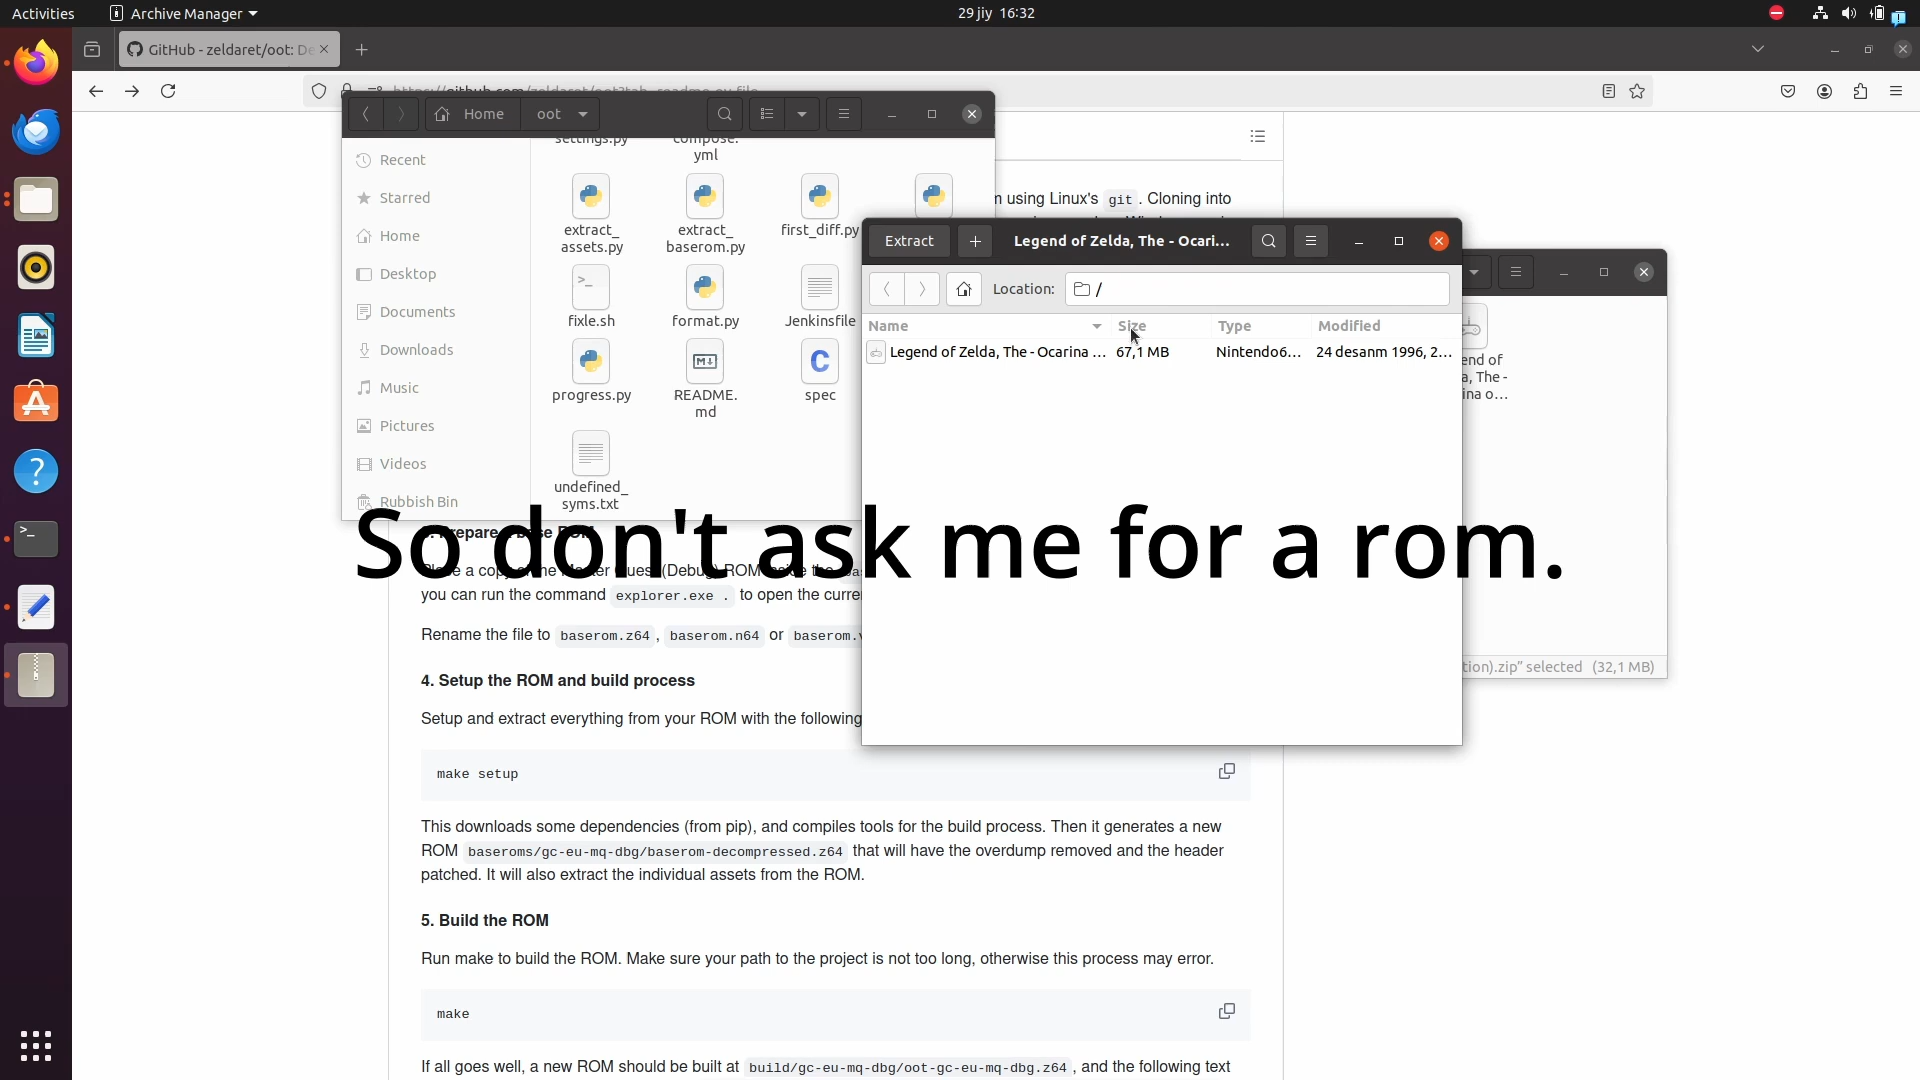 Activities
Archive Manager
29 jiy 16:32
GitHub - zeldaret/oot: De
Home
oot
settings.py
compose.
yml
Recent
Starred
Home
Desktop
Documents
Downloads
Music
Pictures
Videos
Rubbish Bin
extract_
assets.py
extract_
baserom.py
first_diff.py
fixle.sh
format.py
Jenkinsfile
progress.py
README.
md
spec
undefined_
syms.txt
using Linux's git. Cloning into
Extract
Legend of Zelda, The - Ocari...
Location: /
Name
Size
Type
Modified
Legend of Zelda, The - Ocarina ...
67,1 MB
Nintendo6...
24 desanm 1996, 2...
end of
a, The -
ina o...
tion).zip” selected (32,1 MB)
So don't ask me for a rom.
you can run the command explorer.exe . to open the curre
Rename the file to baserom.z64, baserom.n64 or baserom.v
4. Setup the ROM and build process
Setup and extract everything from your ROM with the following
make setup
This downloads some dependencies (from pip), and compiles tools for the build process. Then it generates a new
ROM baseroms/gc-eu-mq-dbg/baserom-decompressed.z64 that will have the overdump removed and the header
patched. It will also extract the individual assets from the ROM.
5. Build the ROM
Run make to build the ROM. Make sure your path to the project is not too long, otherwise this process may error.
make
If all goes well, a new ROM should be built at build/gc-eu-mq-dbg/oot-gc-eu-mq-dbg.z64, and the following text